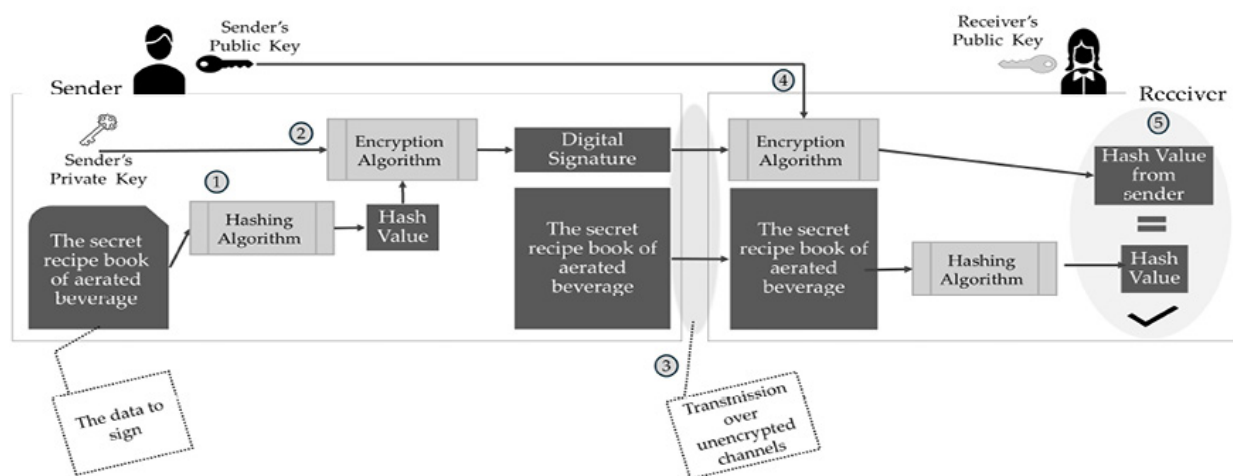 Sender's
Public Key
Receiver's
Public Key
Sender
Receiver
4
5
2
Sender's
Private Key
Encryption
Algorithm
Digital
Signature
Encryption
Algorithm
Hash Value
from
sender
=
1
The secret
recipe book
of aerated
beverage
Hashing
Algorithm
Hash
Value
The secret
recipe book of
aerated
beverage
The secret
recipe book of
aerated
beverage
Hashing
Algorithm
Hash
Value
3
The data to
sign
Transmission
over
unencrypted
channels